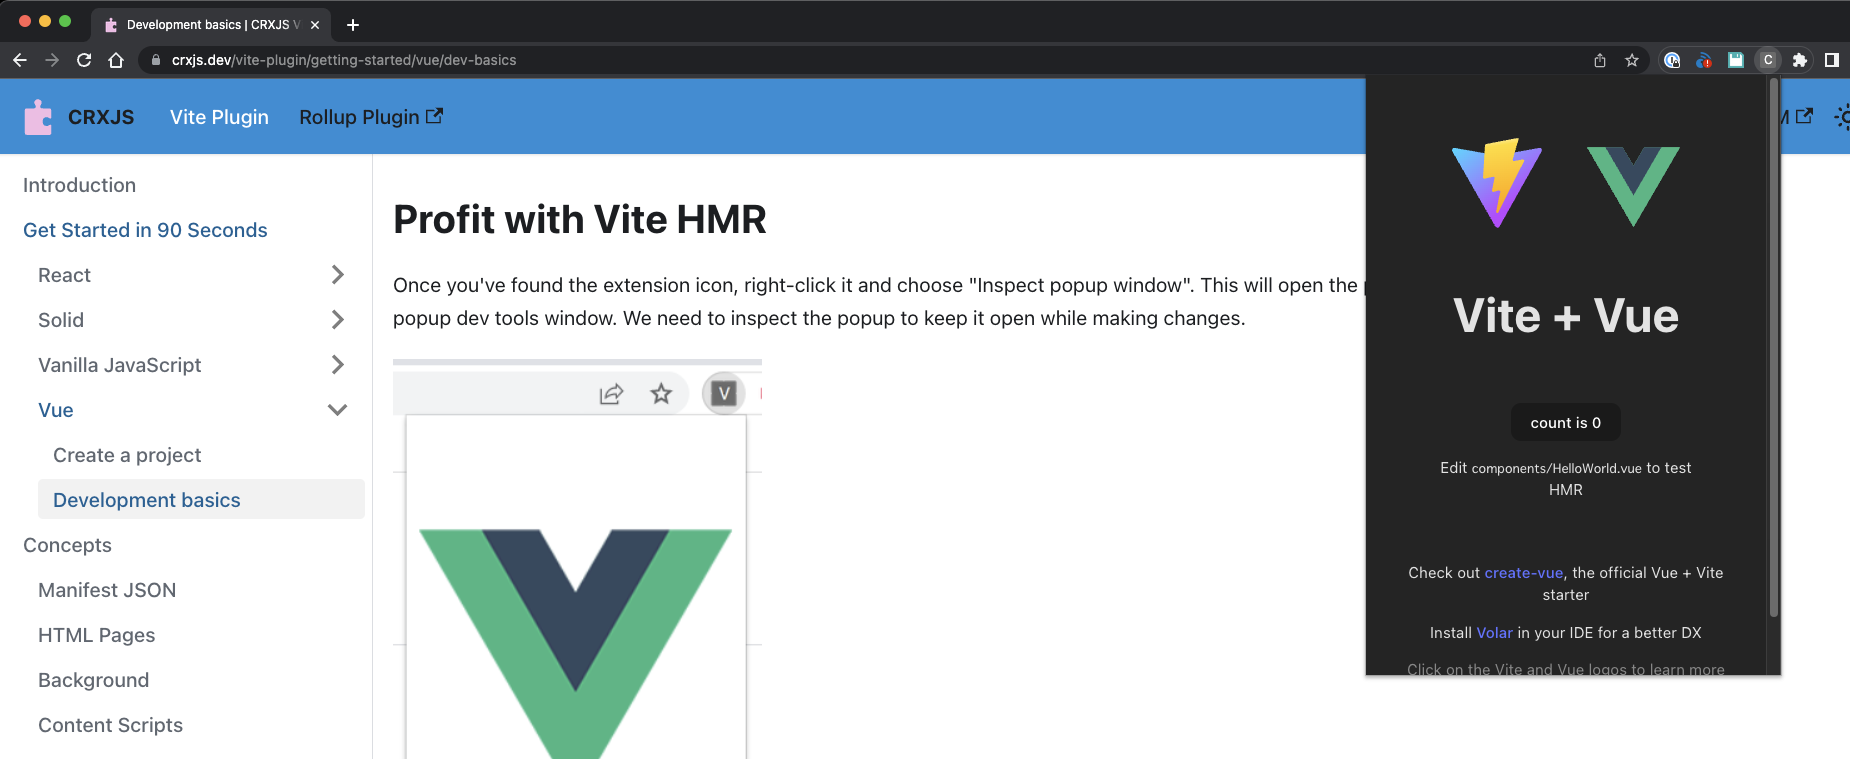 Development basics | CRXJS V
crxjs.dev/vite-plugin/getting-started/vue/dev-basics
C
CRXJS
Vite Plugin
Rollup Plugin
Introduction
Get Started in 90 Seconds
React
Solid
Vanilla JavaScript
Vue
Create a project
Development basics
Concepts
Manifest JSON
HTML Pages
Background
Content Scripts
Profit with Vite HMR
Once you've found the extension icon, right-click it and choose "Inspect popup window". This will open the
popup dev tools window. We need to inspect the popup to keep it open while making changes.
V
Vite + Vue
count is 0
Edit components/HelloWorld.vue to test
HMR
Check out create-vue, the official Vue + Vite
starter
Install Volar in your IDE for a better DX
Click on the Vite and Vue logos to learn more